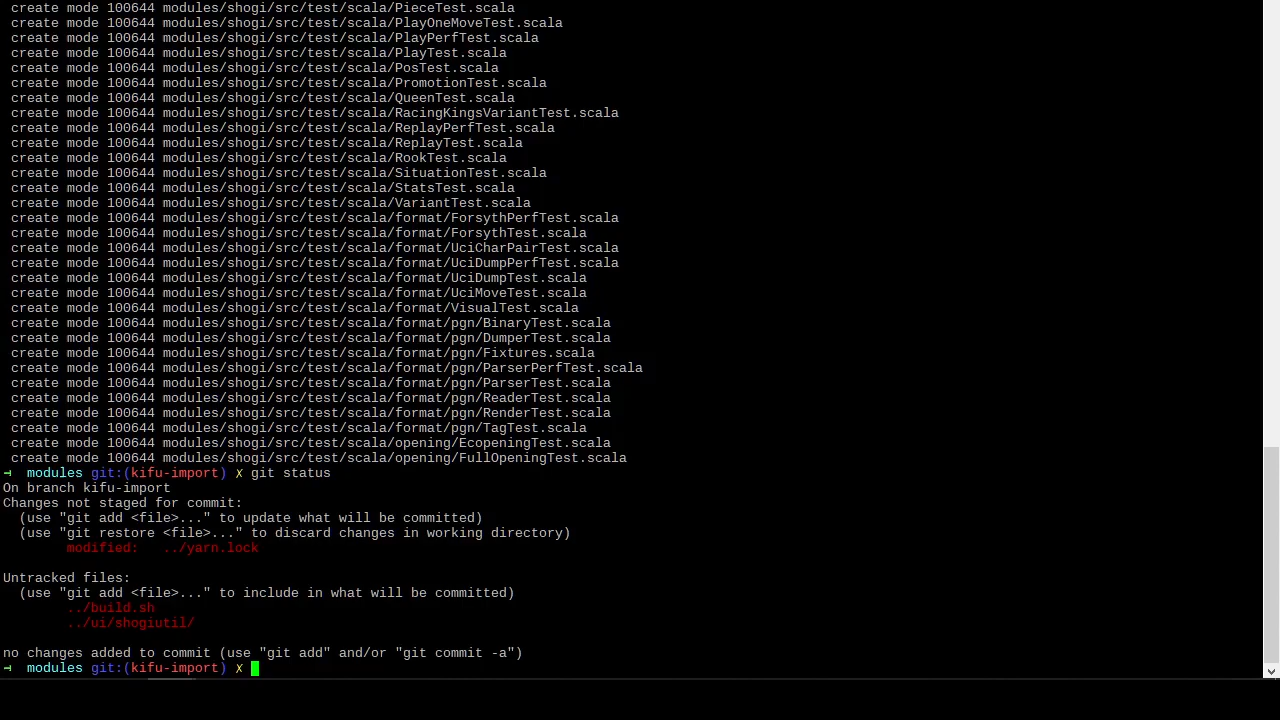 create mode 100644 modules/shogi/src/test/scala/PieceTest.scala
create mode 100644 modules/shogi/src/test/scala/PlayOneMoveTest.scala
create mode 100644 modules/shogi/src/test/scala/PlayPerfTest.scala
create mode 100644 modules/shogi/src/test/scala/PlayTest.scala
create mode 100644 modules/shogi/src/test/scala/PosTest.scala
create mode 100644 modules/shogi/src/test/scala/PromotionTest.scala
create mode 100644 modules/shogi/src/test/scala/QueenTest.scala
create mode 100644 modules/shogi/src/test/scala/RacingKingsVariantTest.scala
create mode 100644 modules/shogi/src/test/scala/ReplayPerfTest.scala
create mode 100644 modules/shogi/src/test/scala/ReplayTest.scala
create mode 100644 modules/shogi/src/test/scala/RookTest.scala
create mode 100644 modules/shogi/src/test/scala/SituationTest.scala
create mode 100644 modules/shogi/src/test/scala/StatsTest.scala
create mode 100644 modules/shogi/src/test/scala/VariantTest.scala
create mode 100644 modules/shogi/src/test/scala/format/ForsythPerfTest.scala
create mode 100644 modules/shogi/src/test/scala/format/ForsythTest.scala
create mode 100644 modules/shogi/src/test/scala/format/UciCharPairTest.scala
create mode 100644 modules/shogi/src/test/scala/format/UciDumpPerfTest.scala
create mode 100644 modules/shogi/src/test/scala/format/UciDumpTest.scala
create mode 100644 modules/shogi/src/test/scala/format/UciMoveTest.scala
create mode 100644 modules/shogi/src/test/scala/format/VisualTest.scala
create mode 100644 modules/shogi/src/test/scala/format/pgn/BinaryTest.scala
create mode 100644 modules/shogi/src/test/scala/format/pgn/DumperTest.scala
create mode 100644 modules/shogi/src/test/scala/format/pgn/Fixtures.scala
create mode 100644 modules/shogi/src/test/scala/format/pgn/ParserPerfTest.scala
create mode 100644 modules/shogi/src/test/scala/format/pgn/ParserTest.scala
create mode 100644 modules/shogi/src/test/scala/format/pgn/ReaderTest.scala
create mode 100644 modules/shogi/src/test/scala/format/pgn/RenderTest.scala
create mode 100644 modules/shogi/src/test/scala/format/pgn/TagTest.scala
create mode 100644 modules/shogi/src/test/scala/opening/EcopeningTest.scala
create mode 100644 modules/shogi/src/test/scala/opening/FullOpeningTest.scala
→ modules git:(kifu-import) ✗ git status
On branch kifu-import
Changes not staged for commit:
(use "git add <file>..." to update what will be committed)
(use "git restore <file>..." to discard changes in working directory)
modified: ../yarn.lock
Untracked files:
(use "git add <file>..." to include in what will be committed)
../build.sh
../ui/shogiutil/
no changes added to commit (use "git add" and/or "git commit -a")
→ modules git:(kifu-import) ✗